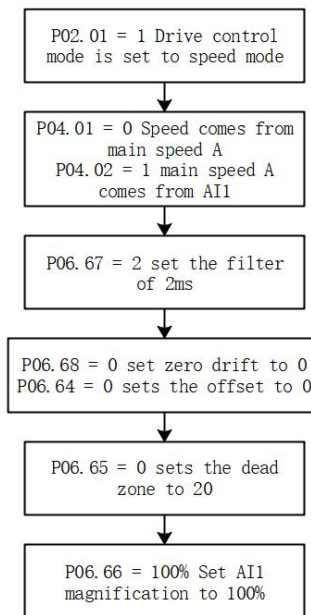 P02.01 = 1 Drive control
mode is set to speed mode
P04.01 = 0 Speed comes from
main speed A
P04.02 = 1 main speed A
comes from AI1
P06.67 = 2 set the filter
of 2ms
P06.68 = 0 set zero drift to 0
P06.64 = 0 sets the offset to 0
P06.65 = 0 sets the dead
zone to 20
P06.66 = 100% Set AI1
magnification to 100%